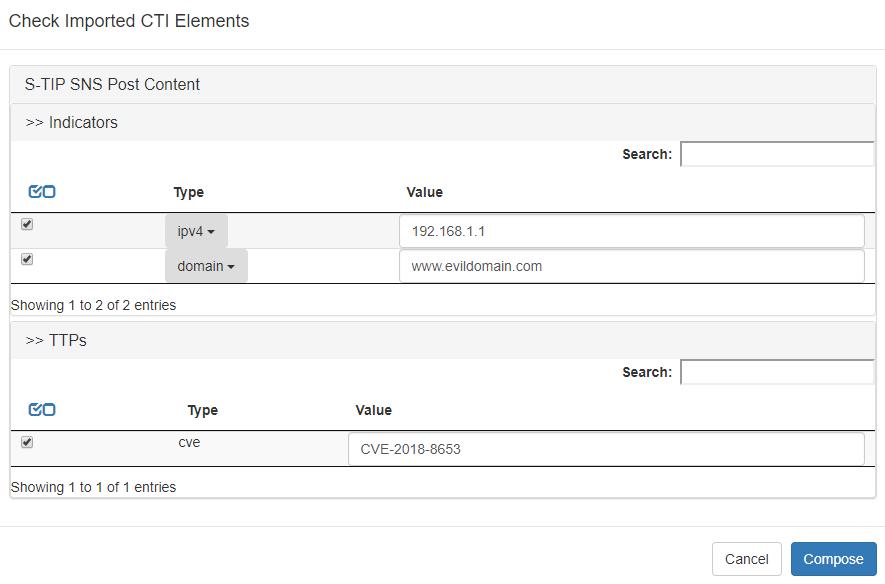 Check Imported CTI Elements
S-TIP SNS Post Content
>> Indicators
Search:
Type Value
ipv4 192.168.1.1
domain www.evildomain.com
Showing 1 to 2 of 2 entries
>> TTPs
Search:
Type Value
cve CVE-2018-8653
Showing 1 to 1 of 1 entries
Cancel Compose